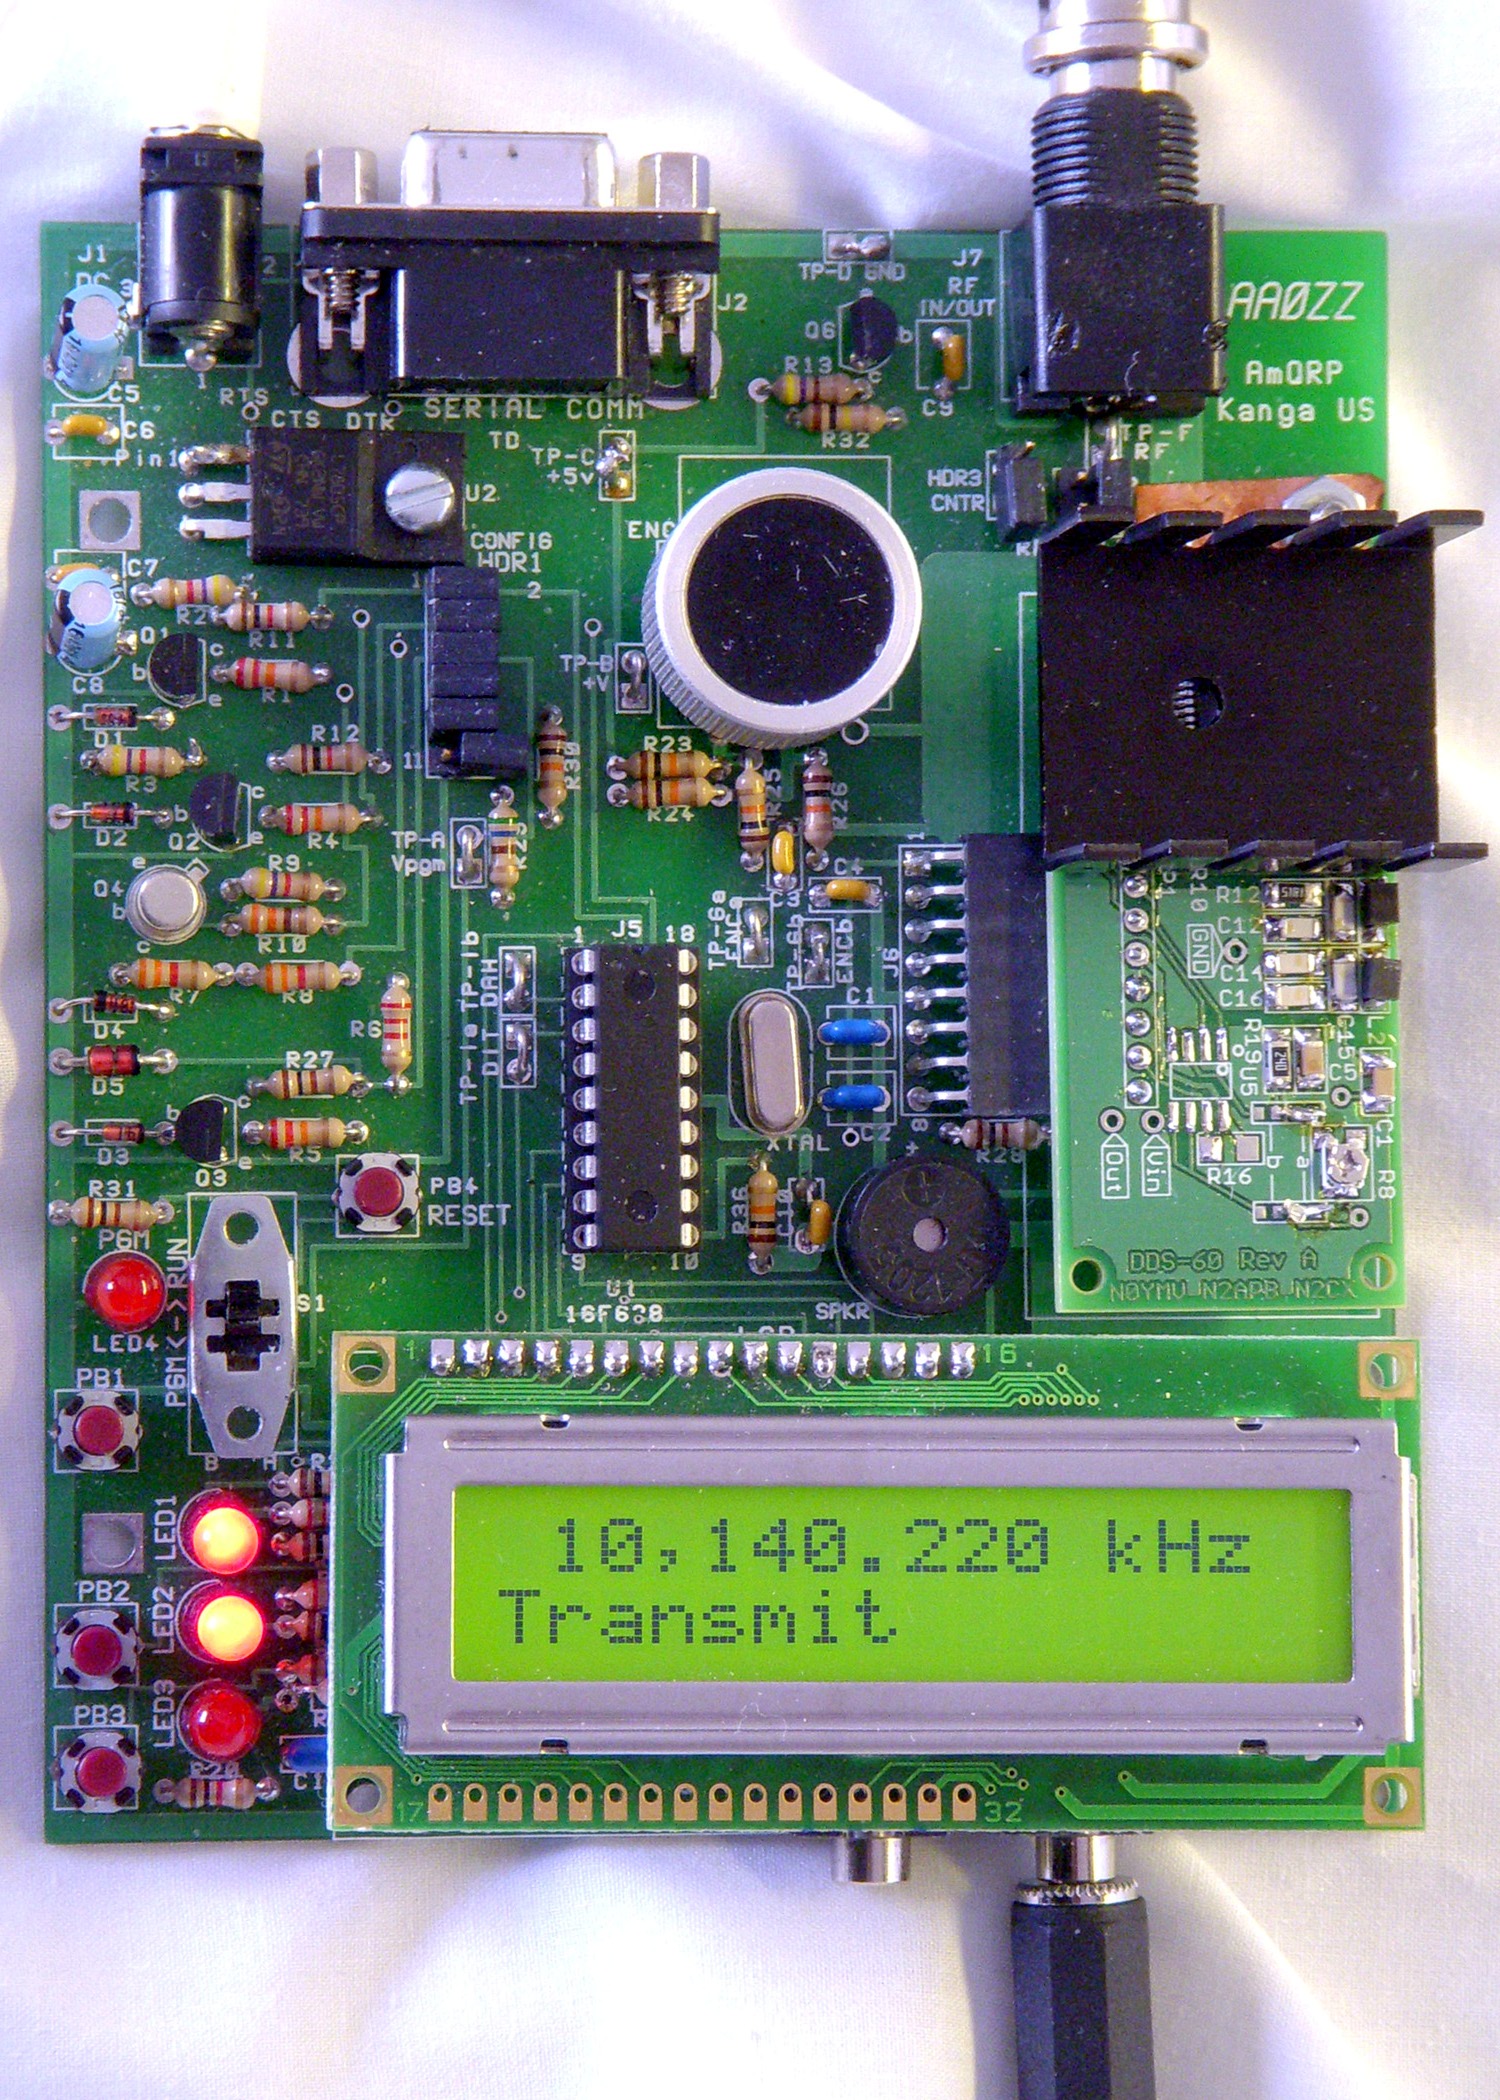 J1
DC
2
1
J2
SERIAL COMM
RTS
CTS
DTR
TD
TP-C
+5v
TP-D GND
Q6
b
c
J7
RF
IN/OUT
C9
R13
R32
AAØZZ
AmQRP
Kanga US
TP-F
RF
HDR3
CNTR
C5
C6
Pin1
U2
CONFIG
HDR1
1
2
11
ENC
C7
C8
R2
R11
Q1
c
b
e
R1
TP-B
+V
D1
R3
R12
R30
R23
R24
R25
R26
D2
b
Q2
c
e
R4
TP-A
Vpgm
R29
e
Q4
b
c
R9
R10
C3
C4
1
TP-6a
ENCa
TP-6b
ENCb
J6
8
+
R7
R8
D4
R6
D5
R27
D3
b
c
Q3
e
R5
TP-1b
DAH
TP-1a
DIT
1
J5
18
9
10
U1
16F628
C1
C2
XTAL
R28
R36
C10
SPKR
R10
GND
R12
C12
C14
C16
R19
U5
C15
C5
L2
C1
R8
R16
a
b
Out
Vin
DDS-60 Rev A
N0YMV N2APB N2CX
R31
PGM
LED4
PGM <-> RUN
S1
B
A
PB4
RESET
PB1
LED1
PB2
LED2
PB3
LED3
R20
1
16
10,140.220 kHz
Transmit
17
32